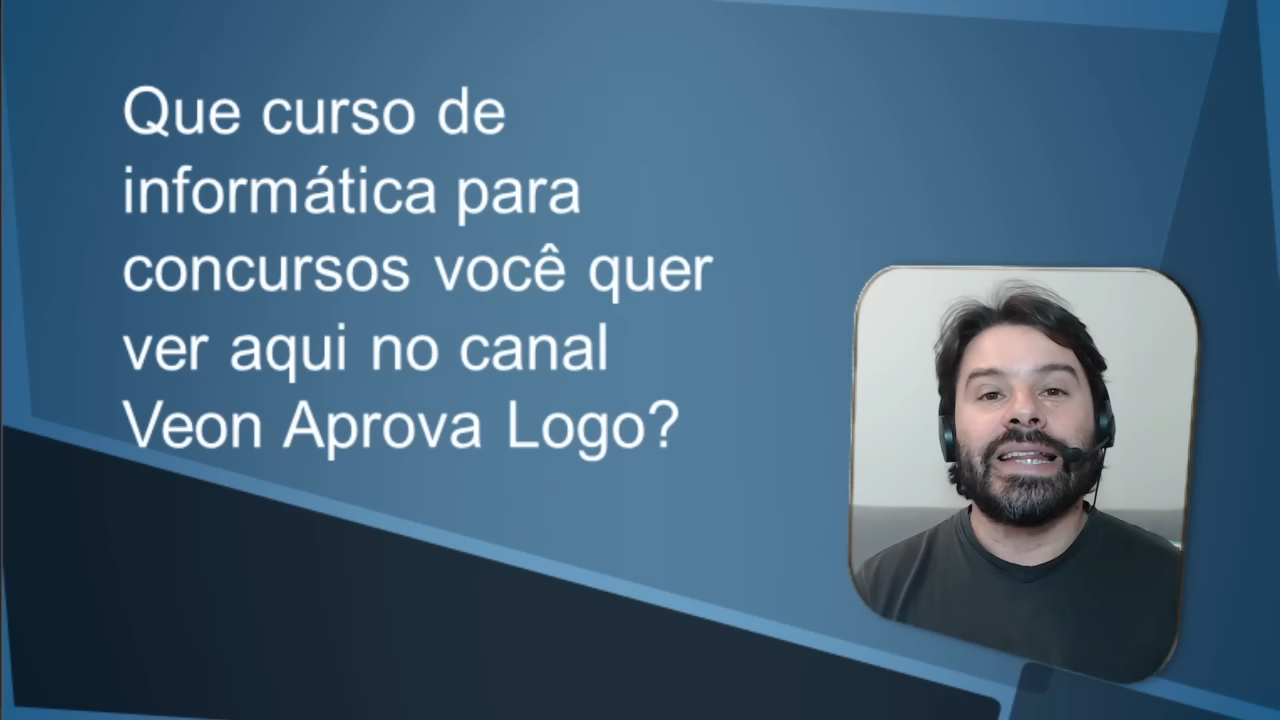 Que curso de
informática para
concursos você quer
ver aqui no canal
Veon Aprova Logo?